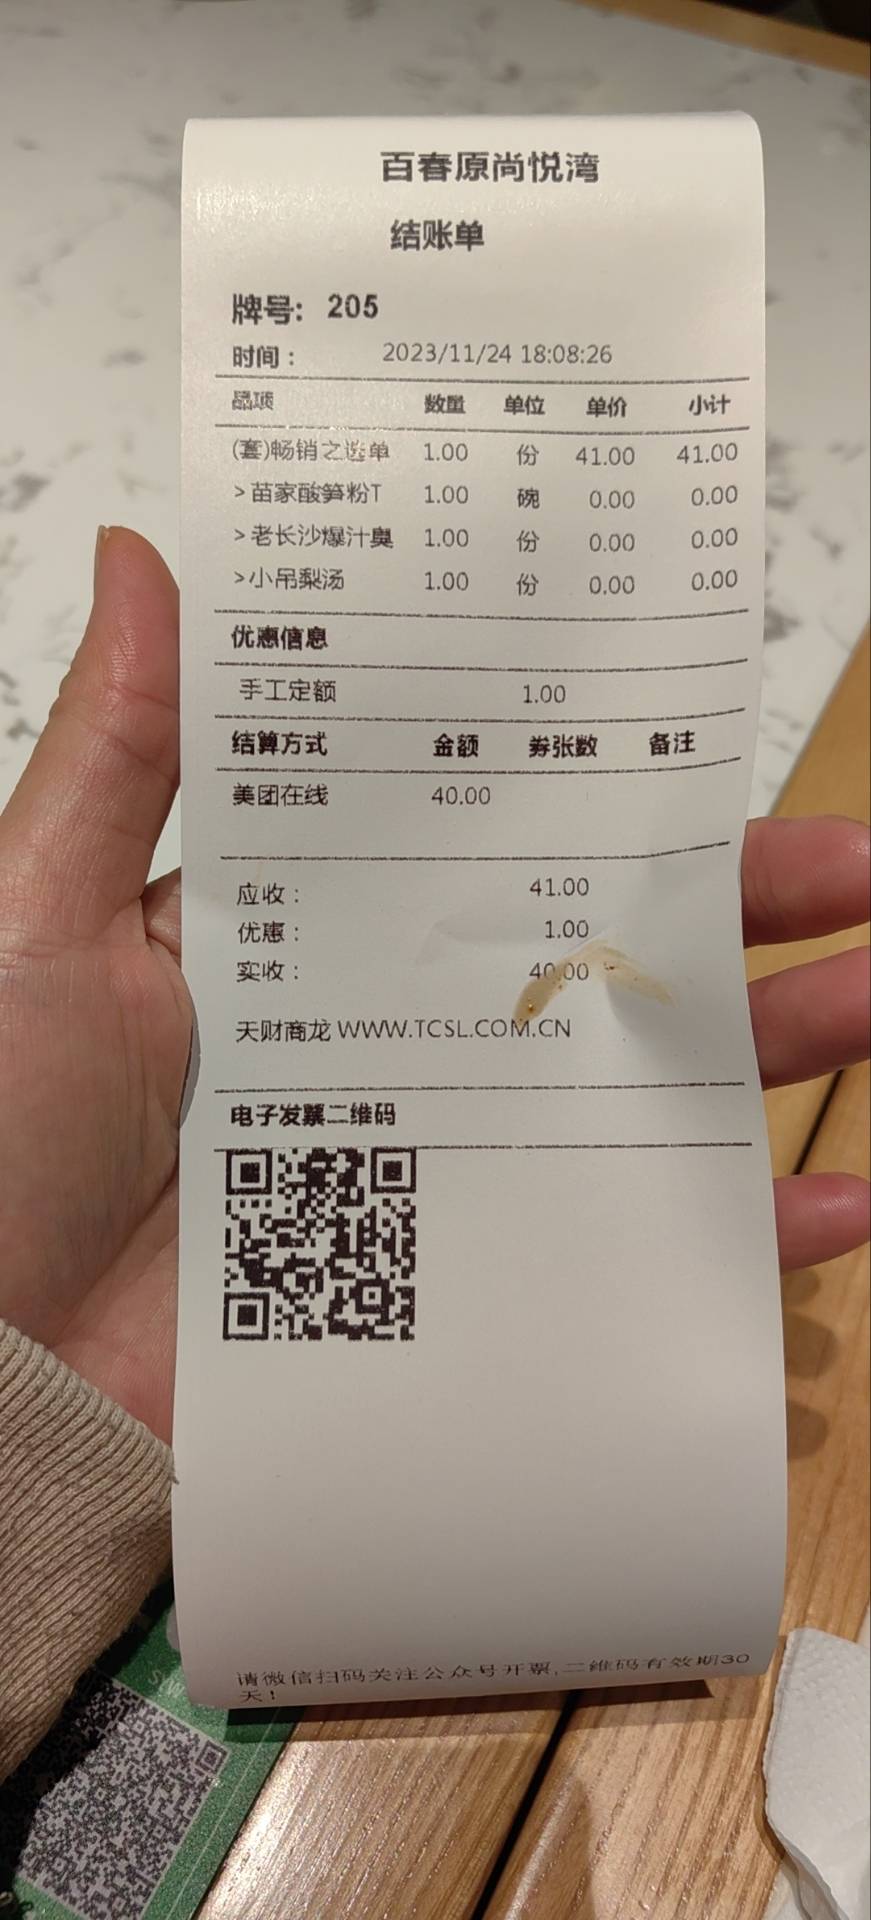 百春原尚悦湾
结账单
牌号: 205
时间: 2023/11/24 18:08:26
品项 数量 单位 单价 小计
(套)畅销之选单 1.00 份 41.00 41.00
>苗家酸笋粉T 1.00 碗 0.00 0.00
>老长沙爆汁臭 1.00 份 0.00 0.00
>小吊梨汤 1.00 份 0.00 0.00
优惠信息
手工定额 1.00
结算方式 金额 券张数 备注
美团在线 40.00
应收: 41.00
优惠: 1.00
实收: 40.00
天财商龙 WWW.TCSL.COM.CN
电子发票二维码
请微信扫码关注公众号开票,二维码有效期30
天!